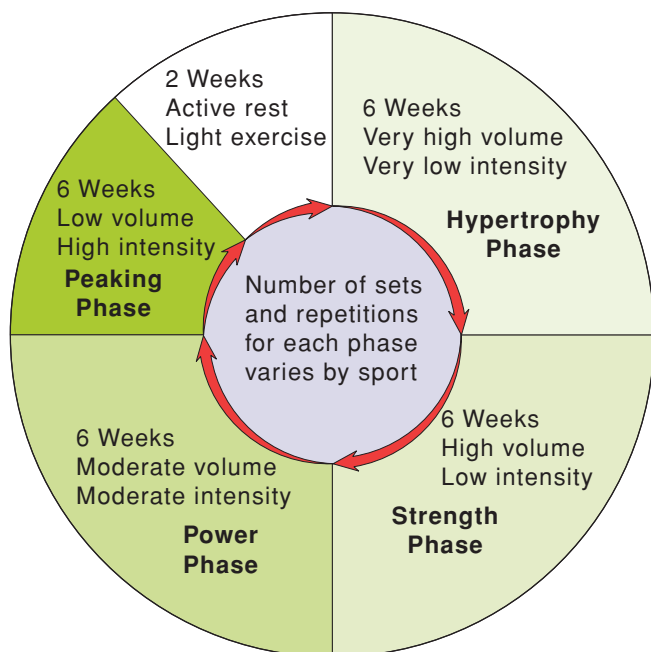 2 Weeks
Active rest
Light exercise
6 Weeks
Very high volume
Very low intensity
Hypertrophy
Phase
6 Weeks
High volume
Low intensity
Strength
Phase
6 Weeks
Moderate volume
Moderate intensity
Power
Phase
6 Weeks
Low volume
High intensity
Peaking
Phase
Number of sets
and repetitions
for each phase
varies by sport